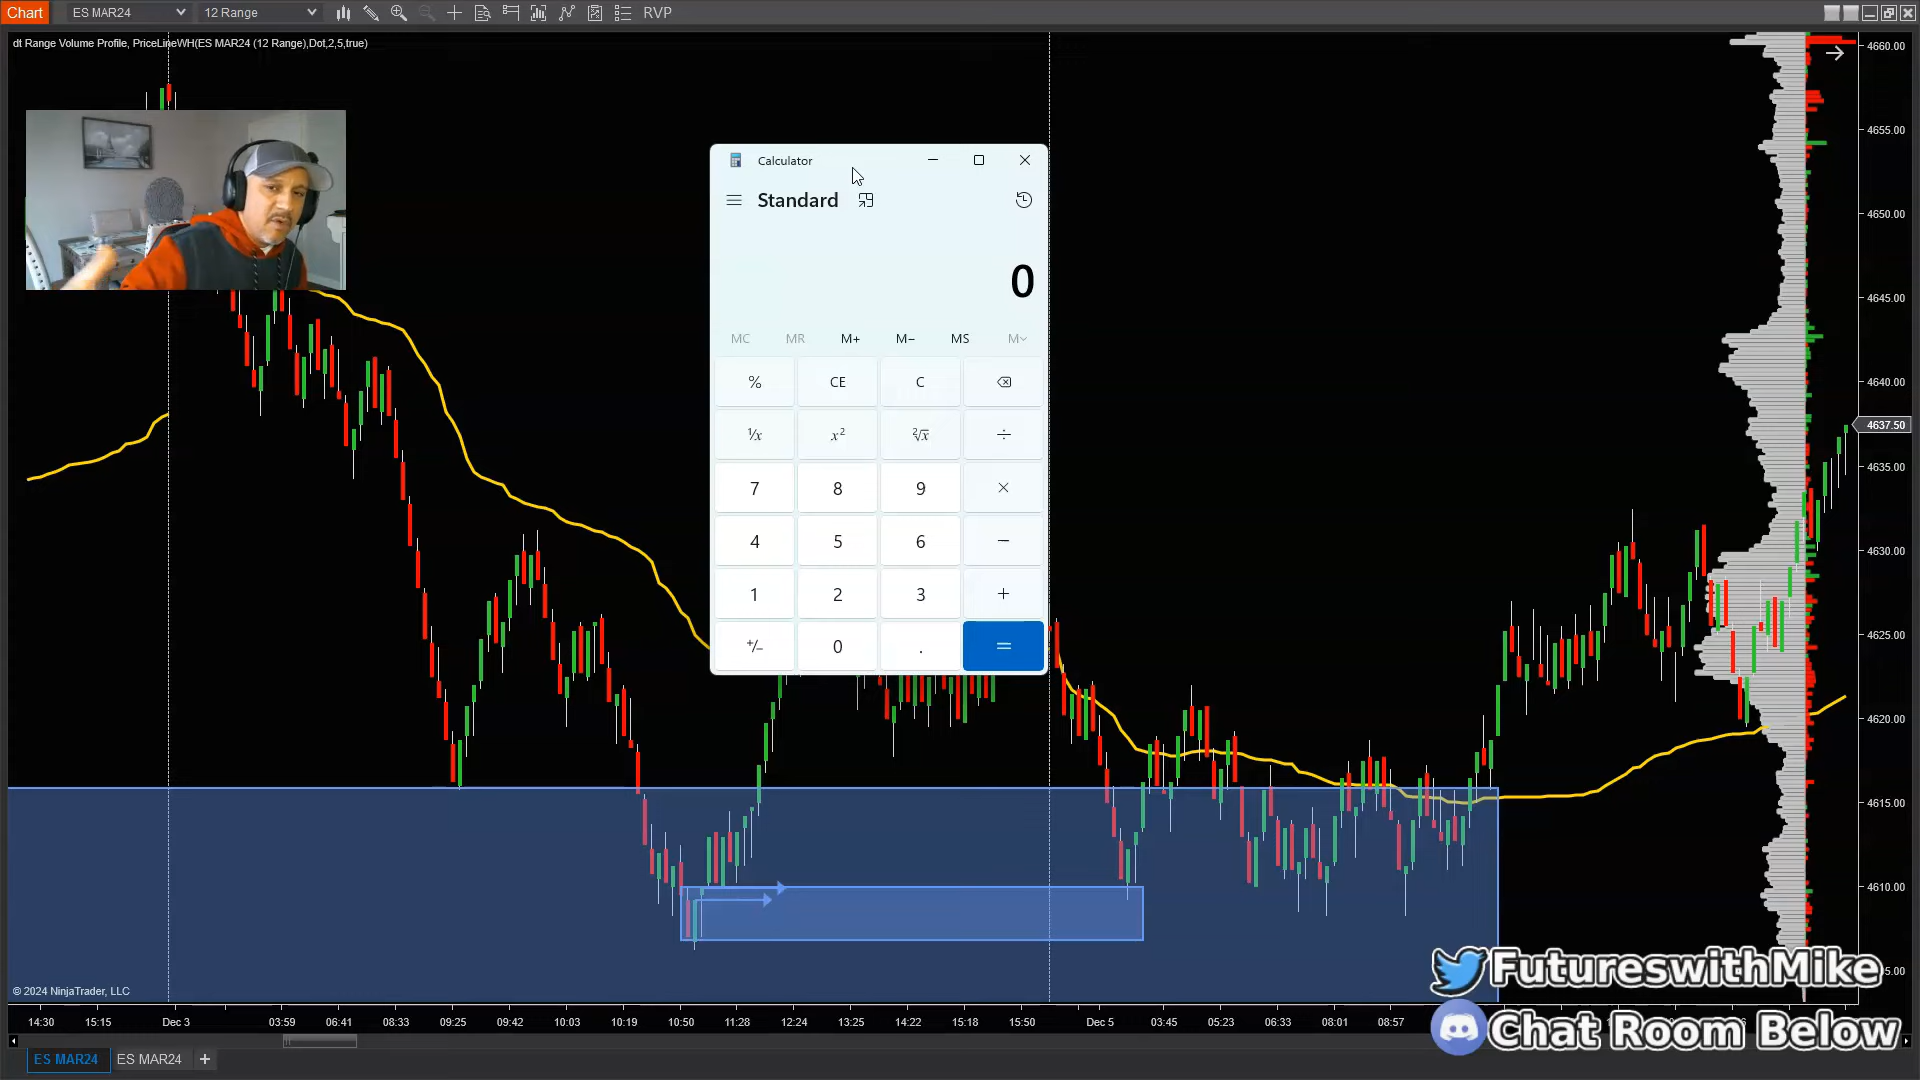 Chart ES MAR24 12 Range RVP
dt Range Volume Profile, PriceLineWH(ES MAR24 (12 Range),Dot,2,5,true)
4660.00
4655.00
4650.00
4645.00
4640.00
4637.50
4635.00
4630.00
4625.00
4620.00
4615.00
4610.00
Calculator
Standard
0
MC MR M+ M− MS M
% CE C
¹/x x² ²√x ÷
7 8 9 ×
4 5 6 −
1 2 3 +
+/− 0 . =
FutureswithMike
Chat Room Below
© 2024 NinjaTrader, LLC
14:30 15:15 Dec 3 03:59 06:41 08:33 09:25 09:42 10:03 10:19 10:50 11:28 12:24 13:25 14:22 15:18 15:50 Dec 5 03:45 05:23 06:33 08:01 08:57
ES MAR24 ES MAR24 +